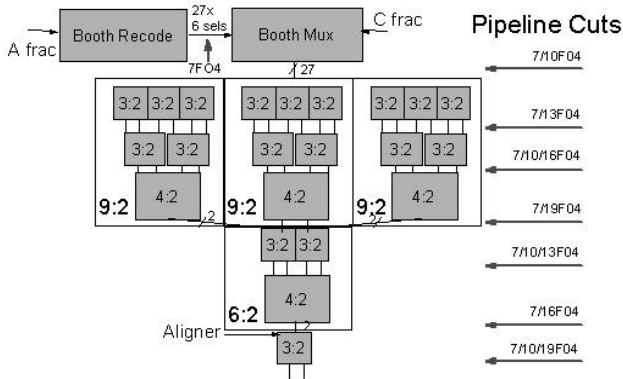 27x
6 sels
C frac
Pipeline Cuts
Booth Recode
Booth Mux
A frac
7FO4
27
7/10FO4
3:2 3:2 3:2 3:2 3:2 3:2 3:2 3:2 3:2
7/13FO4
3:2 3:2 3:2 3:2 3:2 3:2
7/10/16FO4
4:2 4:2 4:2
9:2 9:2 9:2
2 2
7/19FO4
3:2 3:2
7/10/13FO4
4:2
6:2
2
7/16FO4
Aligner
3:2
7/10/19FO4